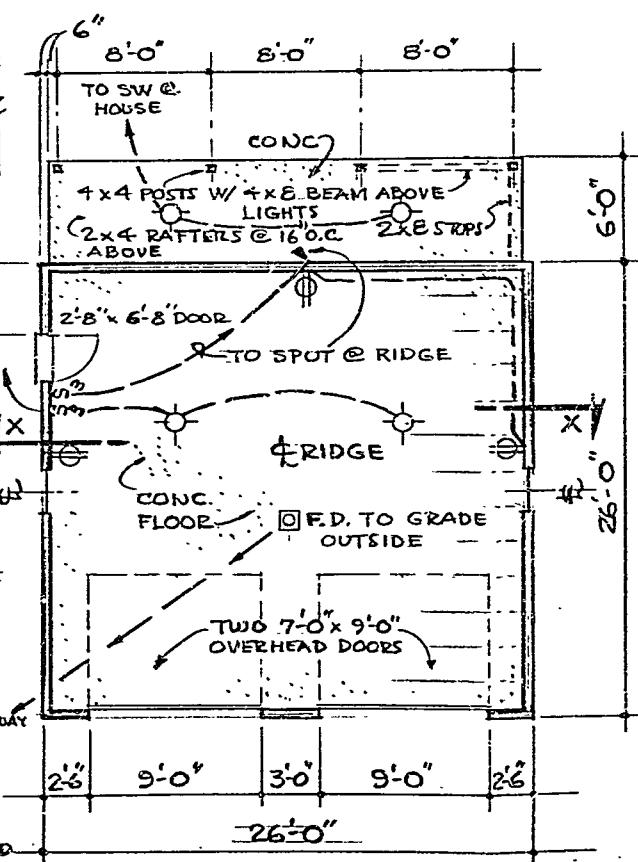 6"
8'-0" 8'-0" 8'-0"
TO SW @
HOUSE
CONC
4x4 POSTS W/ 4x8 BEAM ABOVE
LIGHTS
2x4 RAFTERS @ 16" O.C.
ABOVE
2x8 STOPS
6'-0"
2'-8" x 6'-8" DOOR
TO SPOT @ RIDGE
X X
℄ RIDGE
CONC.
FLOOR
F.D. TO GRADE
OUTSIDE
26'-0"
TWO 7'-0" x 9'-0"
OVERHEAD DOORS
DAY
2'-6" 9'-0" 3'-0" 9'-0" 2'-6"
26'-0"